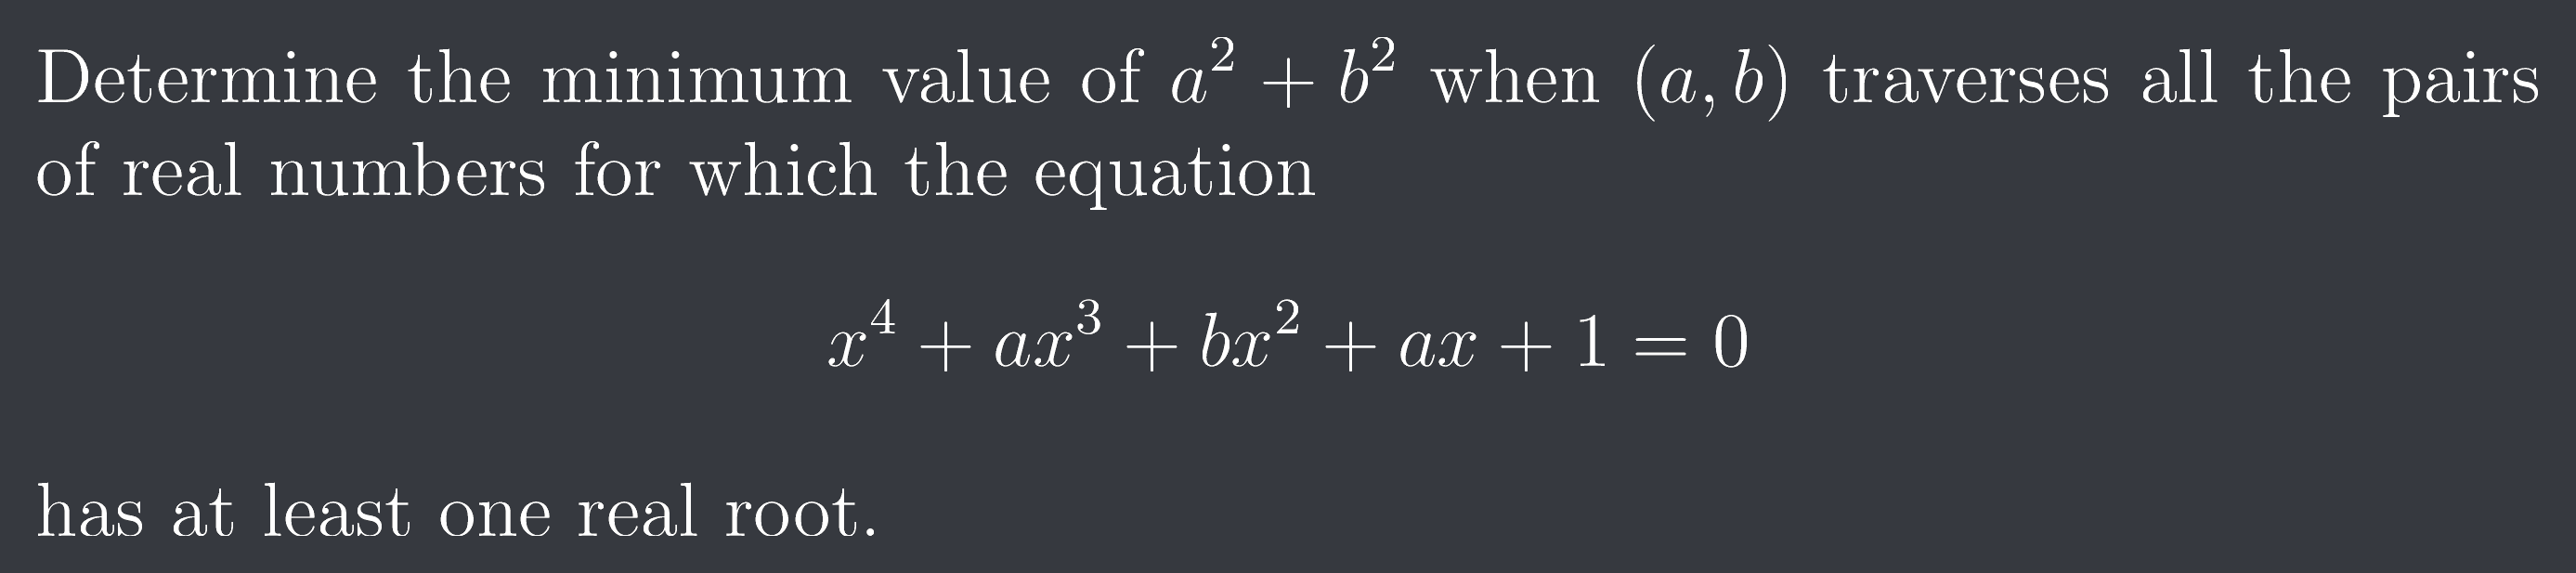 Determine the minimum value of $a^2 + b^2$ when $(a, b)$ traverses all the pairs
of real numbers for which the equation
$x^4 + ax^3 + bx^2 + ax + 1 = 0$
has at least one real root.